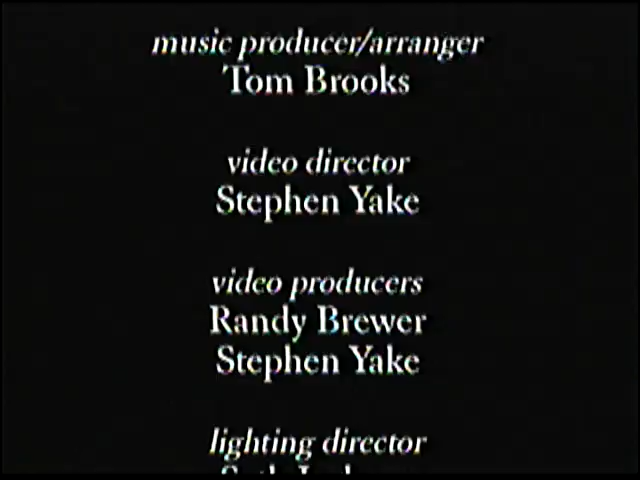 music producer/arranger
Tom Brooks
video director
Stephen Yake
video producers
Randy Brewer
Stephen Yake
lighting director